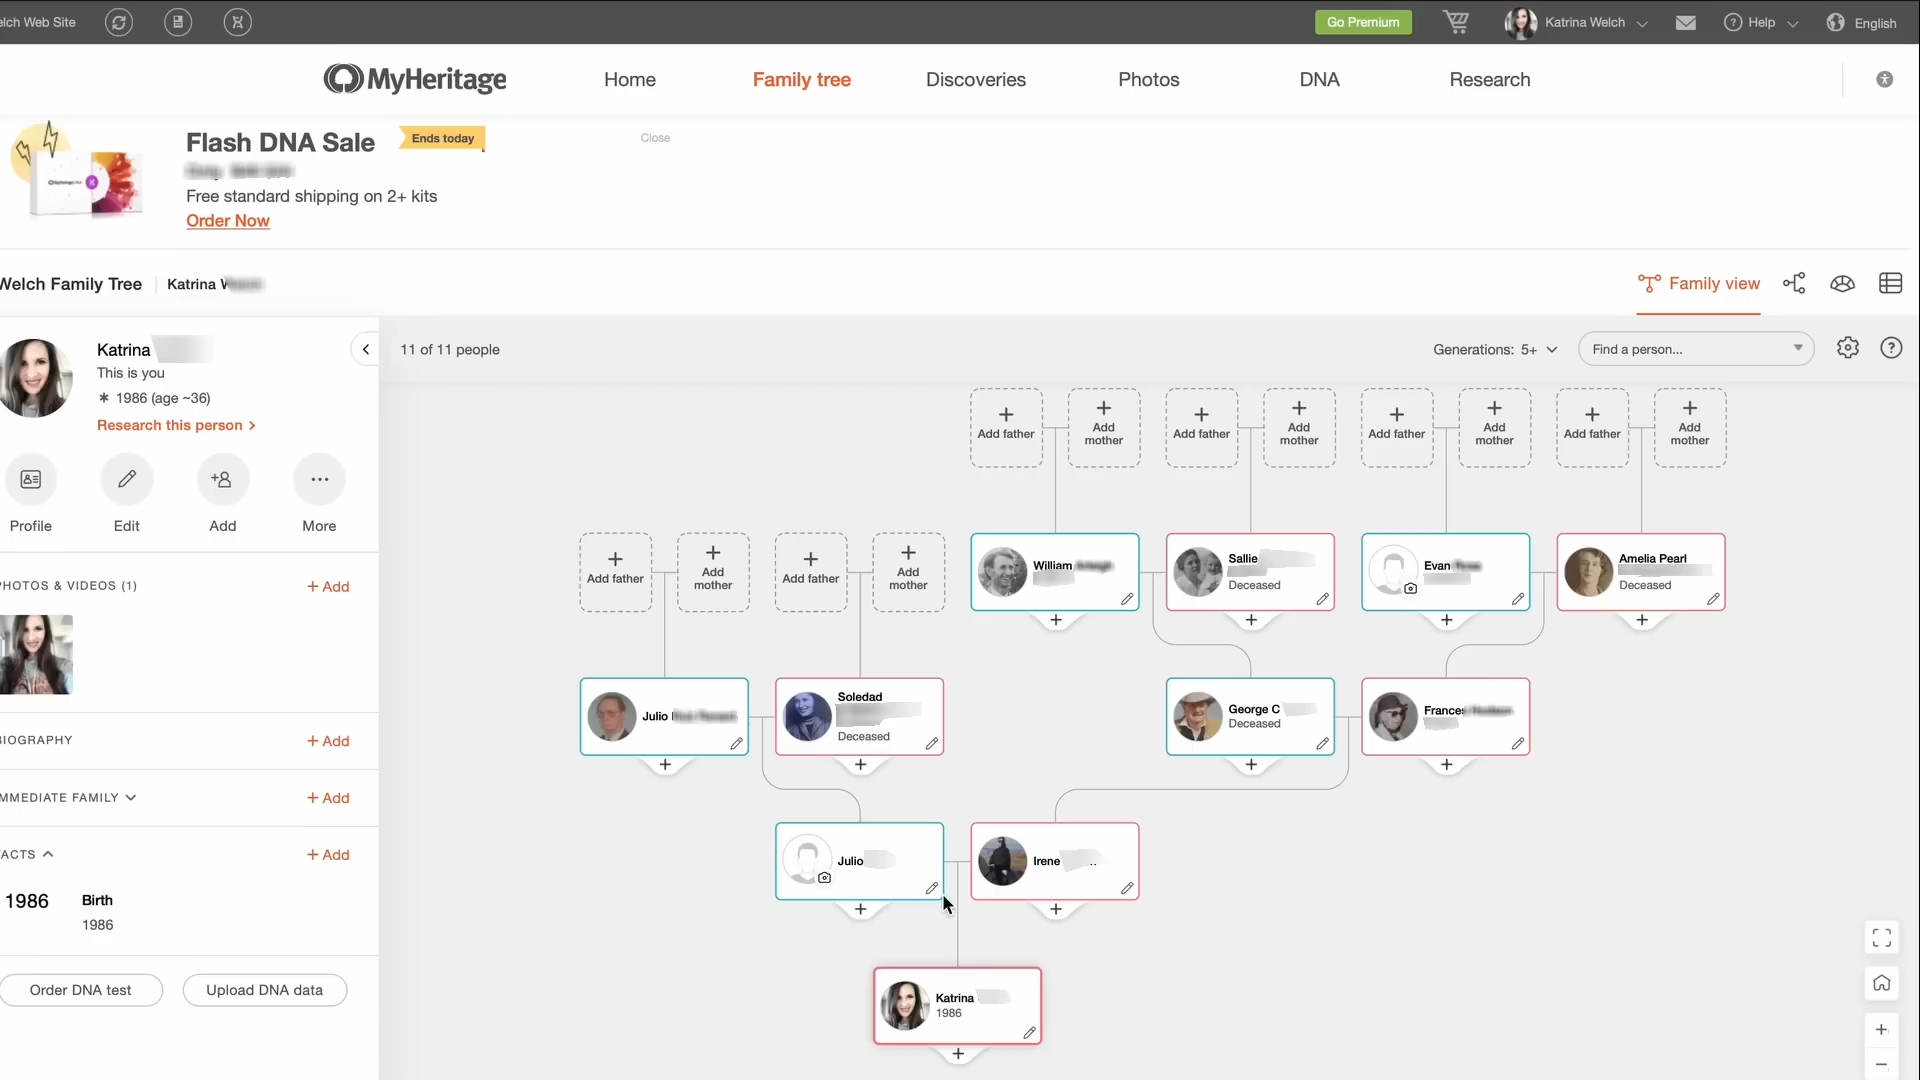 elch Web Site
Go Premium
Katrina Welch
Help
English
MyHeritage
Home
Family tree
Discoveries
Photos
DNA
Research
Flash DNA Sale
Ends today
Close
Free standard shipping on 2+ kits
Order Now
Welch Family Tree
Katrina W
Family view
Katrina
This is you
1986 (age ~36)
Research this person >
Profile
Edit
Add
More
PHOTOS & VIDEOS (1)
+ Add
BIOGRAPHY
+ Add
IMMEDIATE FAMILY
+ Add
FACTS
+ Add
1986
Birth
1986
Order DNA test
Upload DNA data
11 of 11 people
Generations: 5+
Find a person...
Add father
Add mother
Add father
Add mother
Add father
Add mother
Add father
Add mother
Add father
Add mother
Add father
Add mother
William
Sallie
Deceased
Evan
Amelia Pearl
Deceased
Julio
Soledad
Deceased
George C
Deceased
Frances
Julio
Irene
Katrina
1986